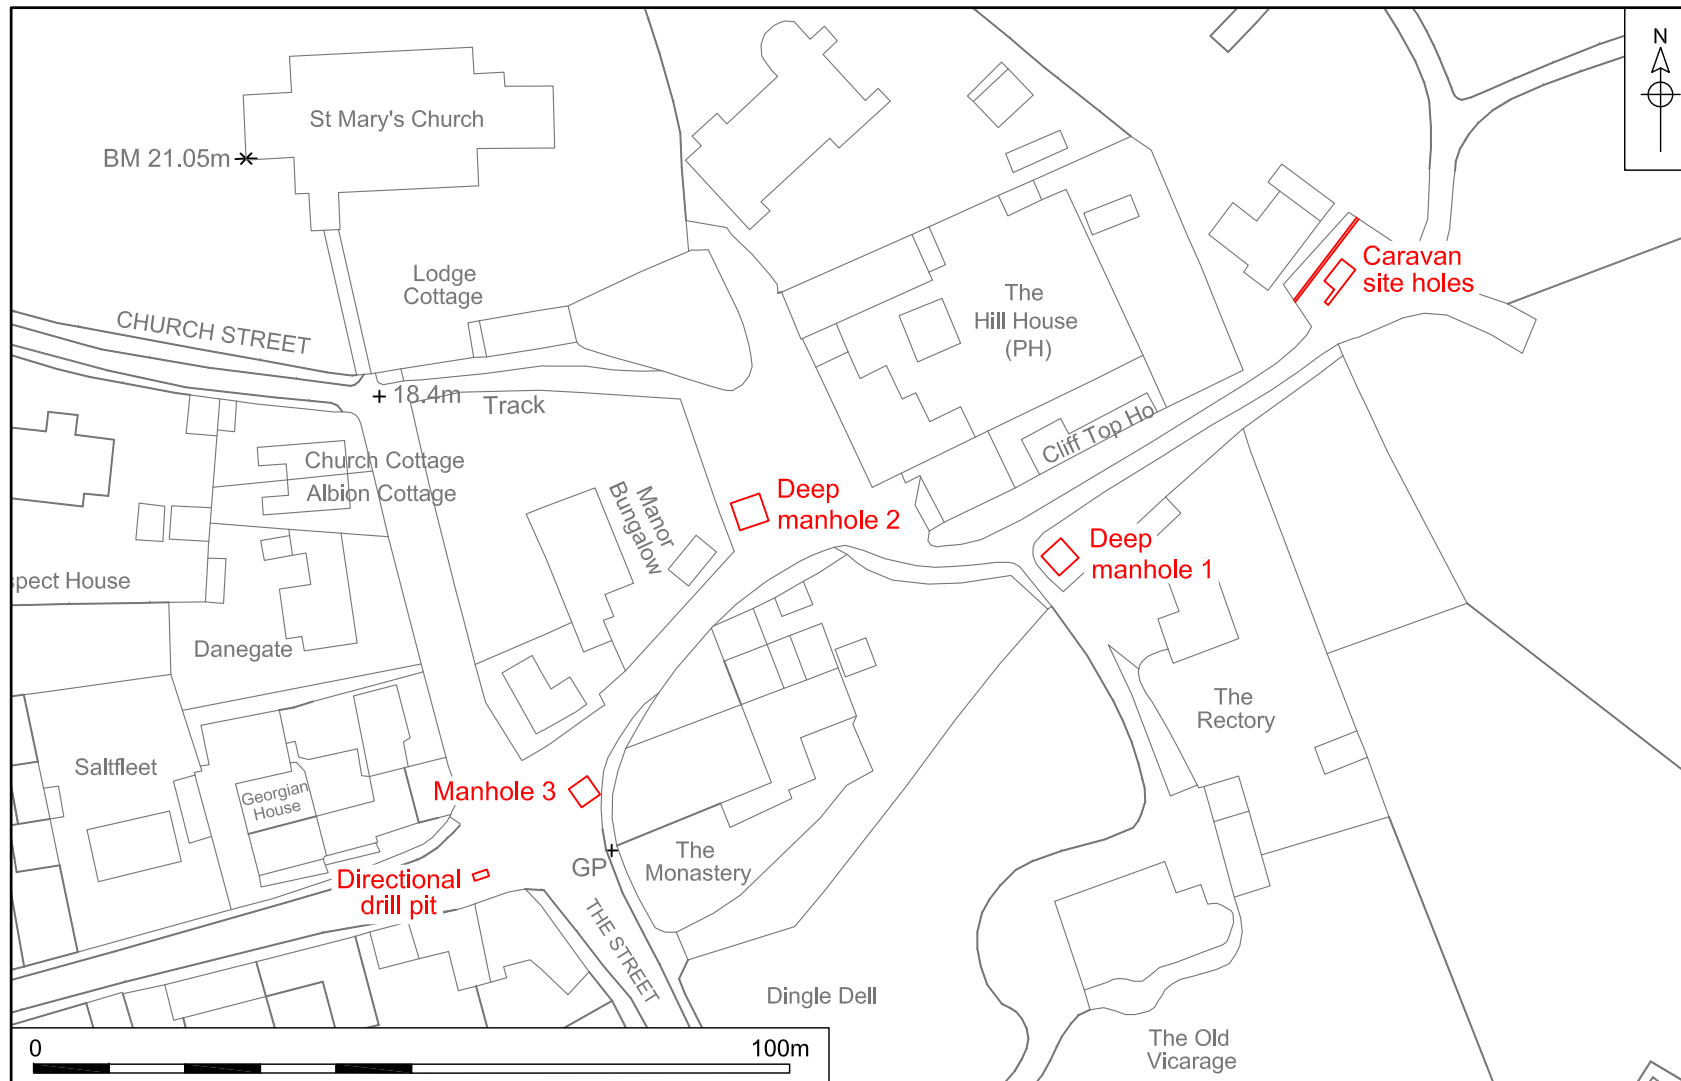 N
St Mary's Church
BM 21.05m
Lodge
Cottage
CHURCH STREET
18.4m
Track
The
Hill House
(PH)
Caravan
site holes
Cliff Top Ho
Church Cottage
Albion Cottage
Manor
Bungalow
Deep
manhole 2
Deep
manhole 1
spect House
Danegate
The
Rectory
Saltfleet
Georgian
House
Manhole 3
GP
The
Monastery
Directional
drill pit
THE STREET
Dingle Dell
The Old
Vicarage
0
100m